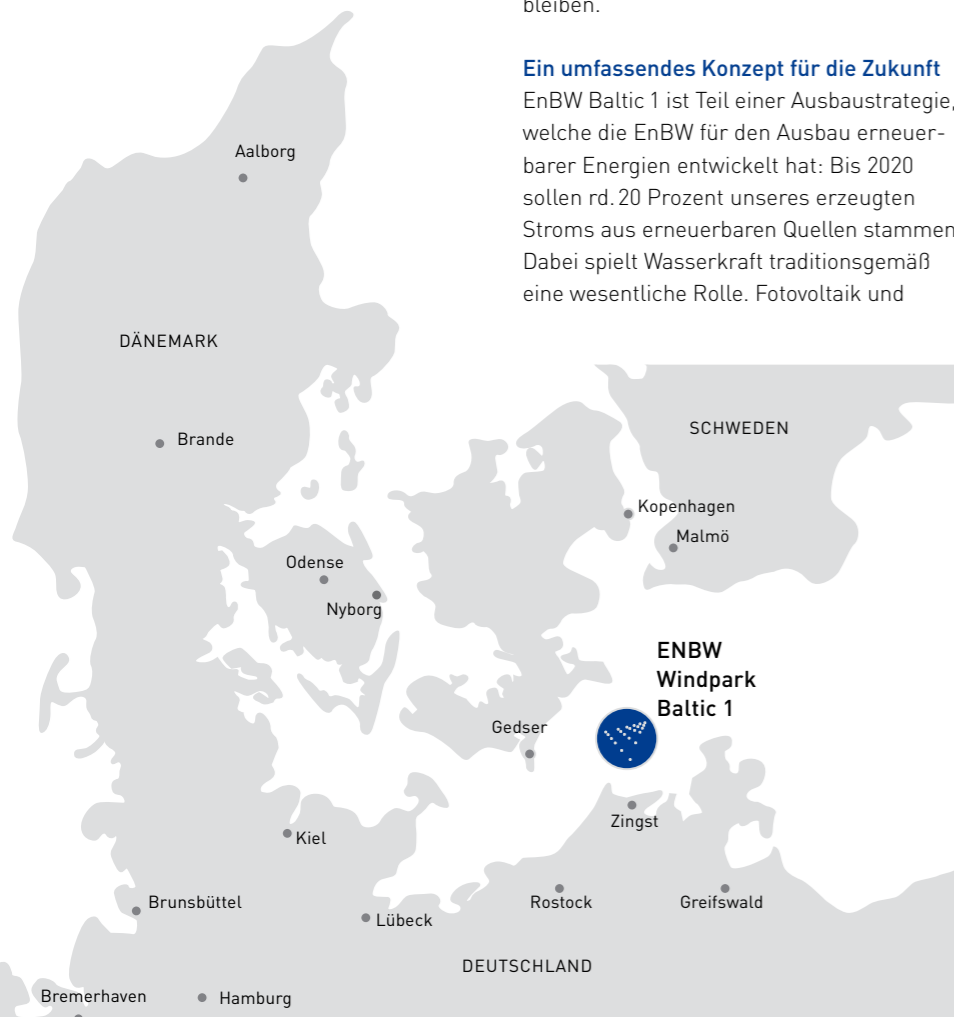 bleiben.
Ein umfassendes Konzept für die Zukunft
EnBW Baltic 1 ist Teil einer Ausbaustrategie,
welche die EnBW für den Ausbau erneuer-
barer Energien entwickelt hat: Bis 2020
sollen rd. 20 Prozent unseres erzeugten
Stroms aus erneuerbaren Quellen stammen
Dabei spielt Wasserkraft traditionsgemäß
eine wesentliche Rolle. Fotovoltaik und
Aalborg
DÄNEMARK
Brande
SCHWEDEN
Kopenhagen
Malmö
Odense
Nyborg
ENBW
Windpark
Baltic 1
Gedser
Zingst
Kiel
Rostock
Greifswald
Brunsbüttel
Lübeck
DEUTSCHLAND
Bremerhaven
Hamburg